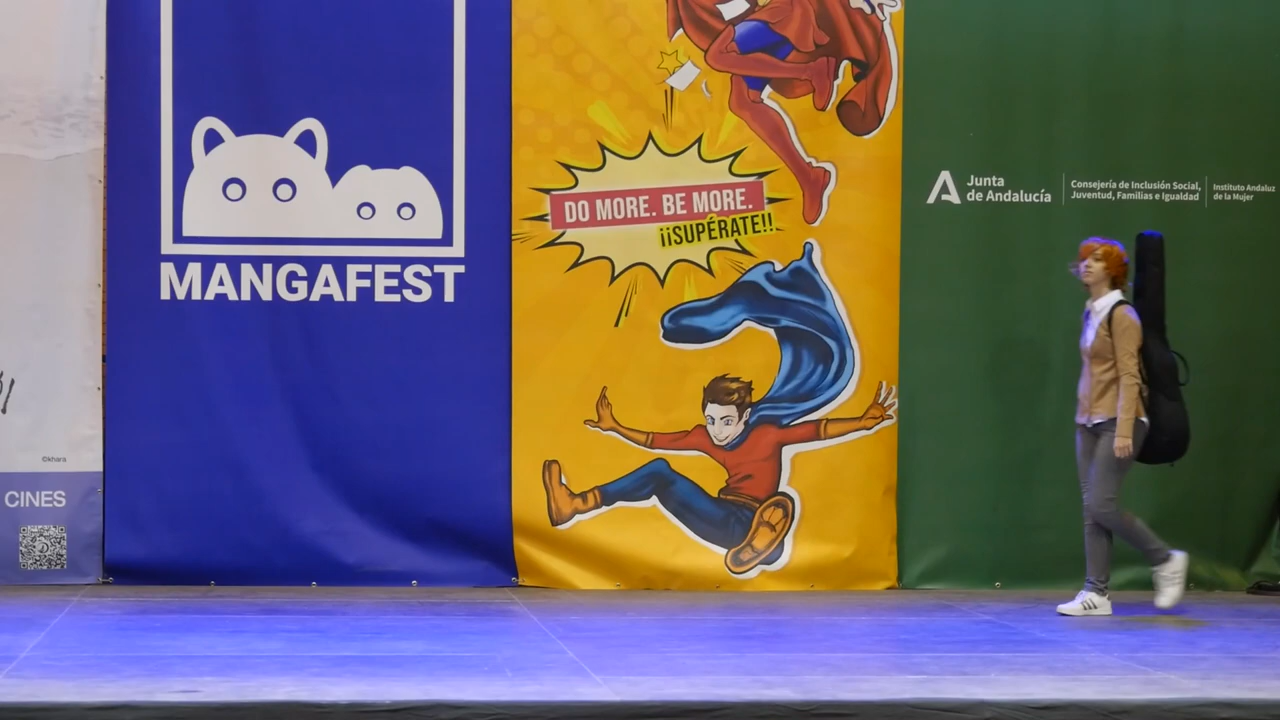 ©khara
CINES
MANGAFEST
DO MORE. BE MORE.
¡¡SUPÉRATE!!
Junta
de Andalucía
Consejería de Inclusión Social,
Juventud, Familias e Igualdad
Instituto Andaluz
de la Mujer